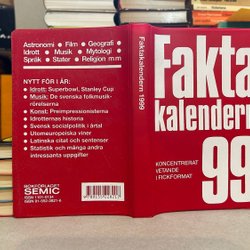 Astronomi • Film • Geografi
Idrott • Musik • Mytologi
Språk • Stater • Religion m m
NYTT FÖR I ÅR:
• Idrott: Superbowl, Stanley Cup
• Musik: De svenska folkmusik-
rörelserna
• Konst: Preimpressionisterna
• Idrotternas historia
• Svensk socialpolitik i årtal
• Utomeuropeiska viner
• Latinska citat och sentenser
• Statistik och många andra
intressanta uppgifter
BOKFÖRLAGET
SEMIC
Faktakalendern 1999
Fakta
kalendern
KONCENTRERAT
VETANDE
I FICKFORMAT
99